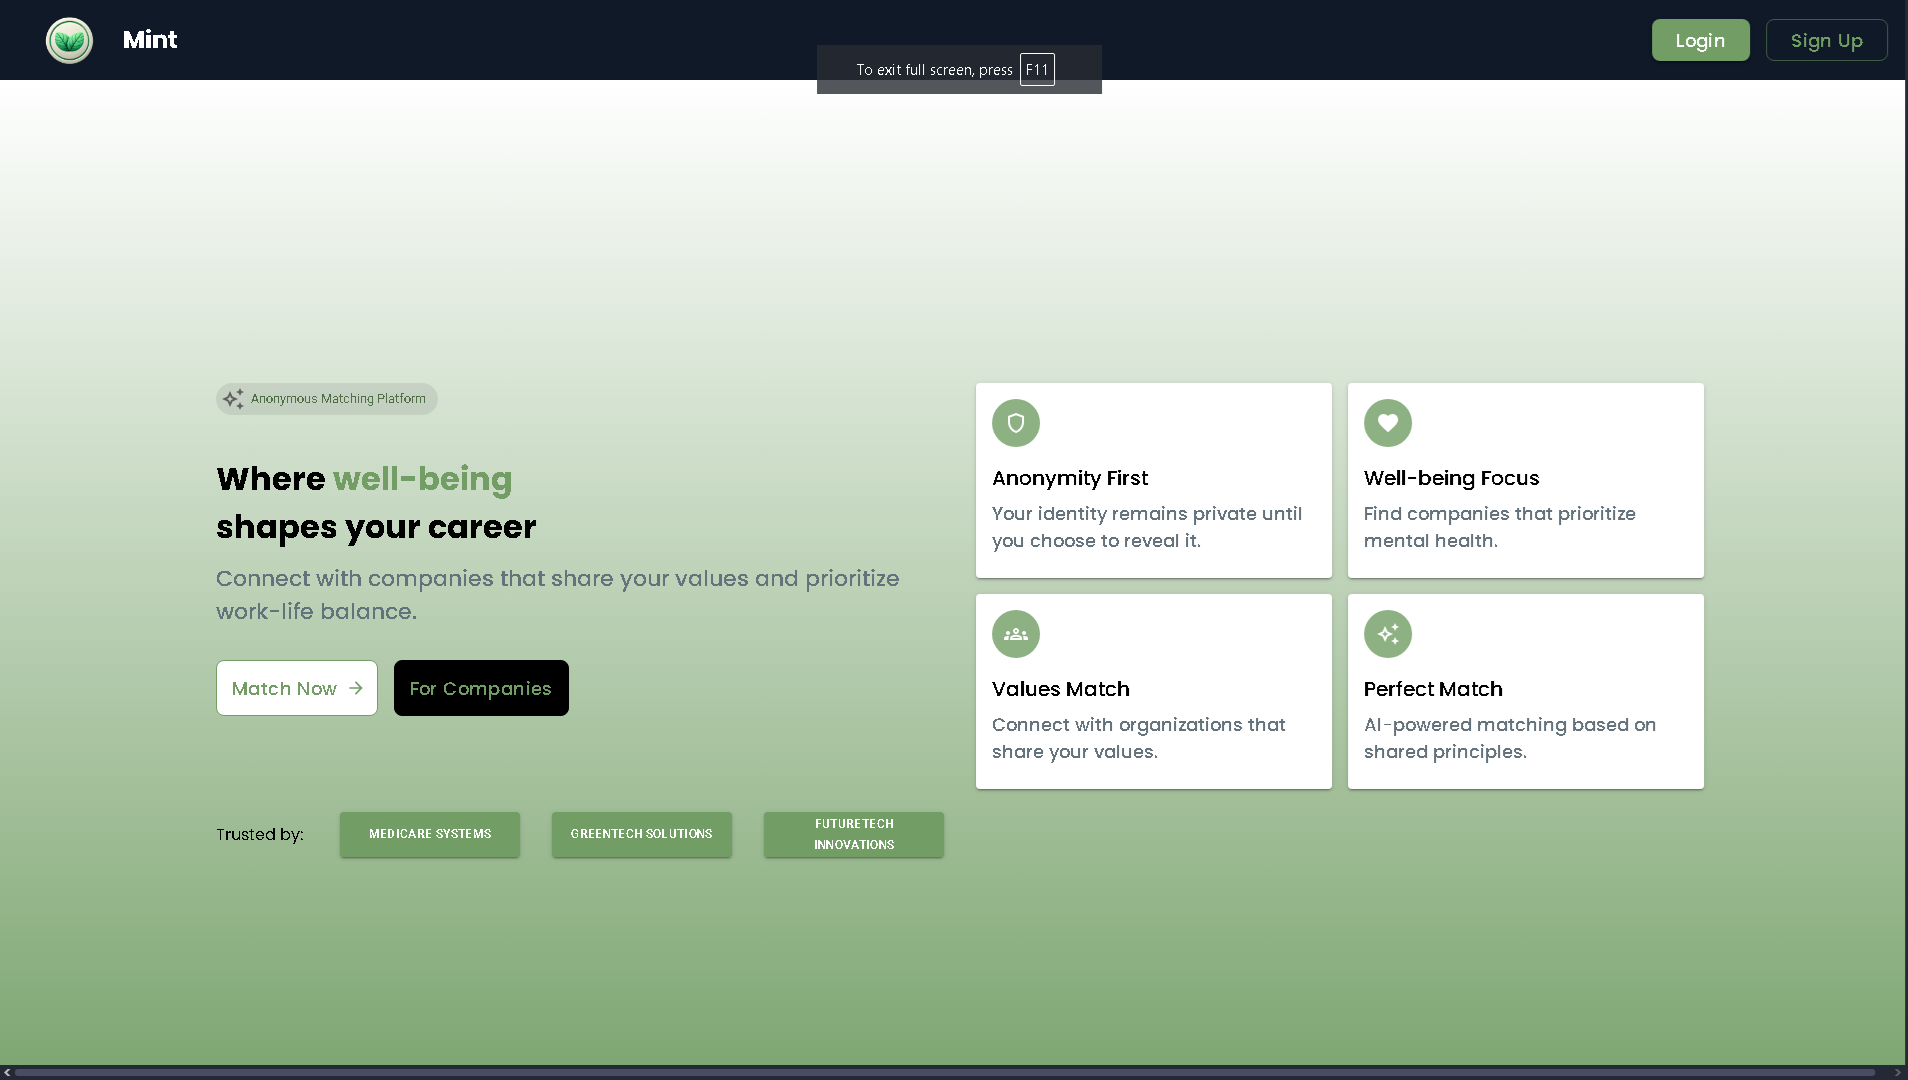 Mint
Login
Sign Up
To exit full screen, press F11
Anonymous Matching Platform
Where well-being
shapes your career
Connect with companies that share your values and prioritize
work-life balance.
Match Now
For Companies
Trusted by:
MEDICARE SYSTEMS
GREENTECH SOLUTIONS
FUTURETECH
INNOVATIONS
Anonymity First
Your identity remains private until
you choose to reveal it.
Well-being Focus
Find companies that prioritize
mental health.
Values Match
Connect with organizations that
share your values.
Perfect Match
AI-powered matching based on
shared principles.